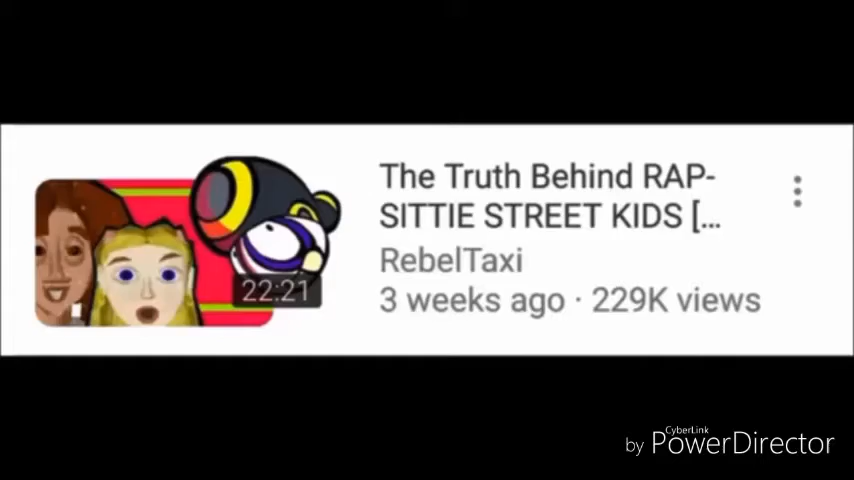 The Truth Behind RAP-
SITTIE STREET KIDS [...
RebelTaxi
3 weeks ago · 229K views
22:21
CyberLink
by PowerDirector